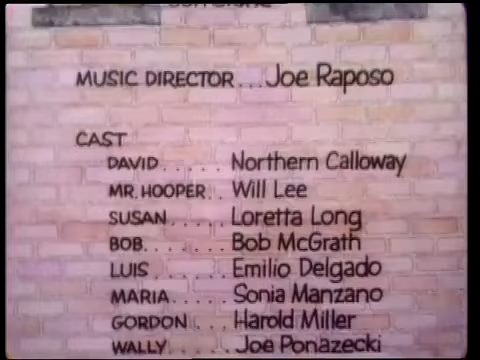 MUSIC DIRECTOR...Joe Raposo
CAST
DAVID..... Northern Calloway
MR. HOOPER.. Will Lee
SUSAN..... Loretta Long
BOB....... Bob McGrath
LUIS ...... Emilio Delgado
MARIA..... Sonia Manzano
GORDON ... Harold Miller
WALLY..... Joe Ponazecki